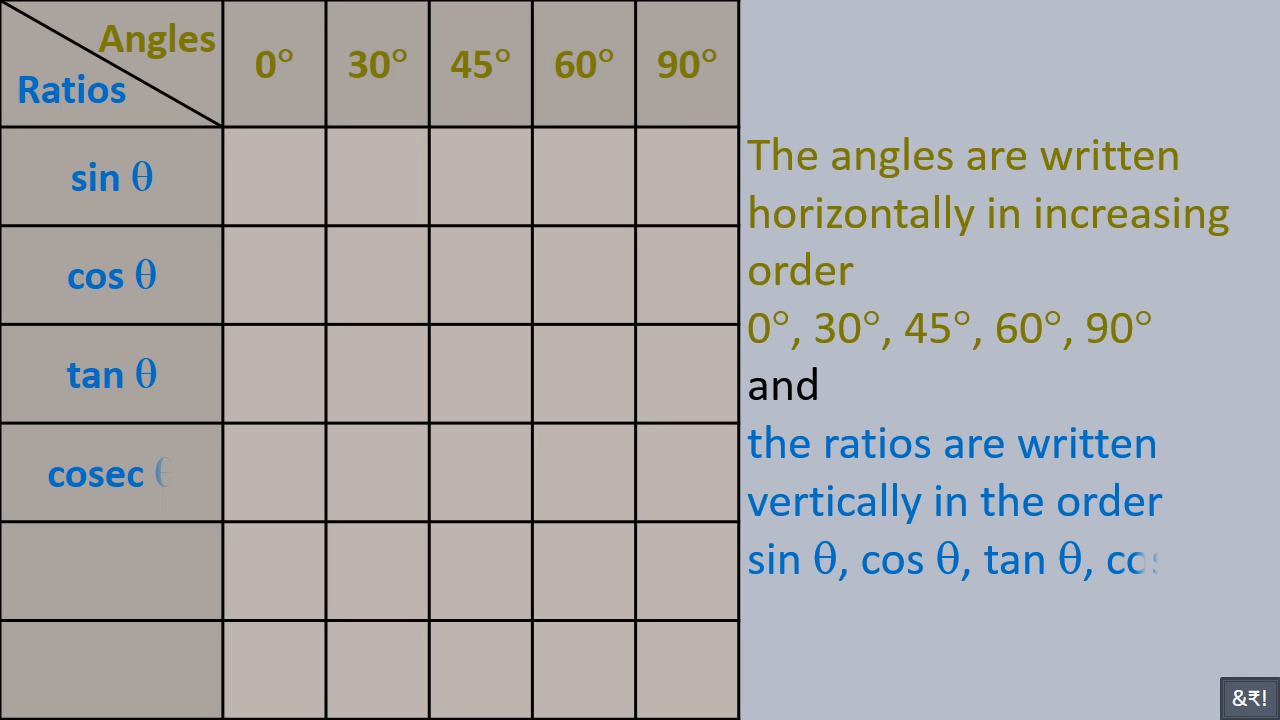 Angles
Ratios
0° 30° 45° 60° 90°
sin θ
cos θ
tan θ
cosec θ
The angles are written
horizontally in increasing
order
0°, 30°, 45°, 60°, 90°
and
the ratios are written
vertically in the order
sin θ, cos θ, tan θ, cos
&₹!